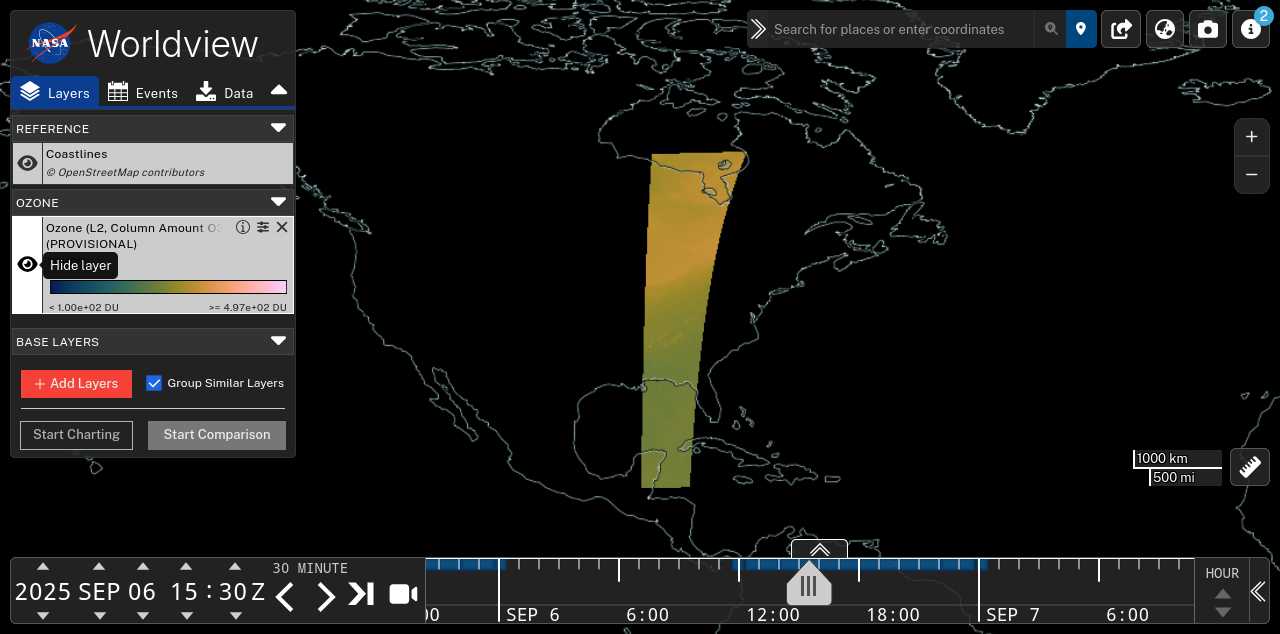 NASA
Worldview
Layers
Events
Data
REFERENCE
Coastlines
© OpenStreetMap contributors
OZONE
Ozone (L2, Column Amount
(PROVISIONAL)
Hide layer
< 1.00e+02 DU
>= 4.97e+02 DU
BASE LAYERS
+ Add Layers
Group Similar Layers
Start Charting
Start Comparison
Search for places or enter coordinates
2
+
−
1000 km
500 mi
2025 SEP 06 15 : 30 Z
30 MINUTE
00
SEP 6
6:00
12:00
18:00
SEP 7
6:00
HOUR